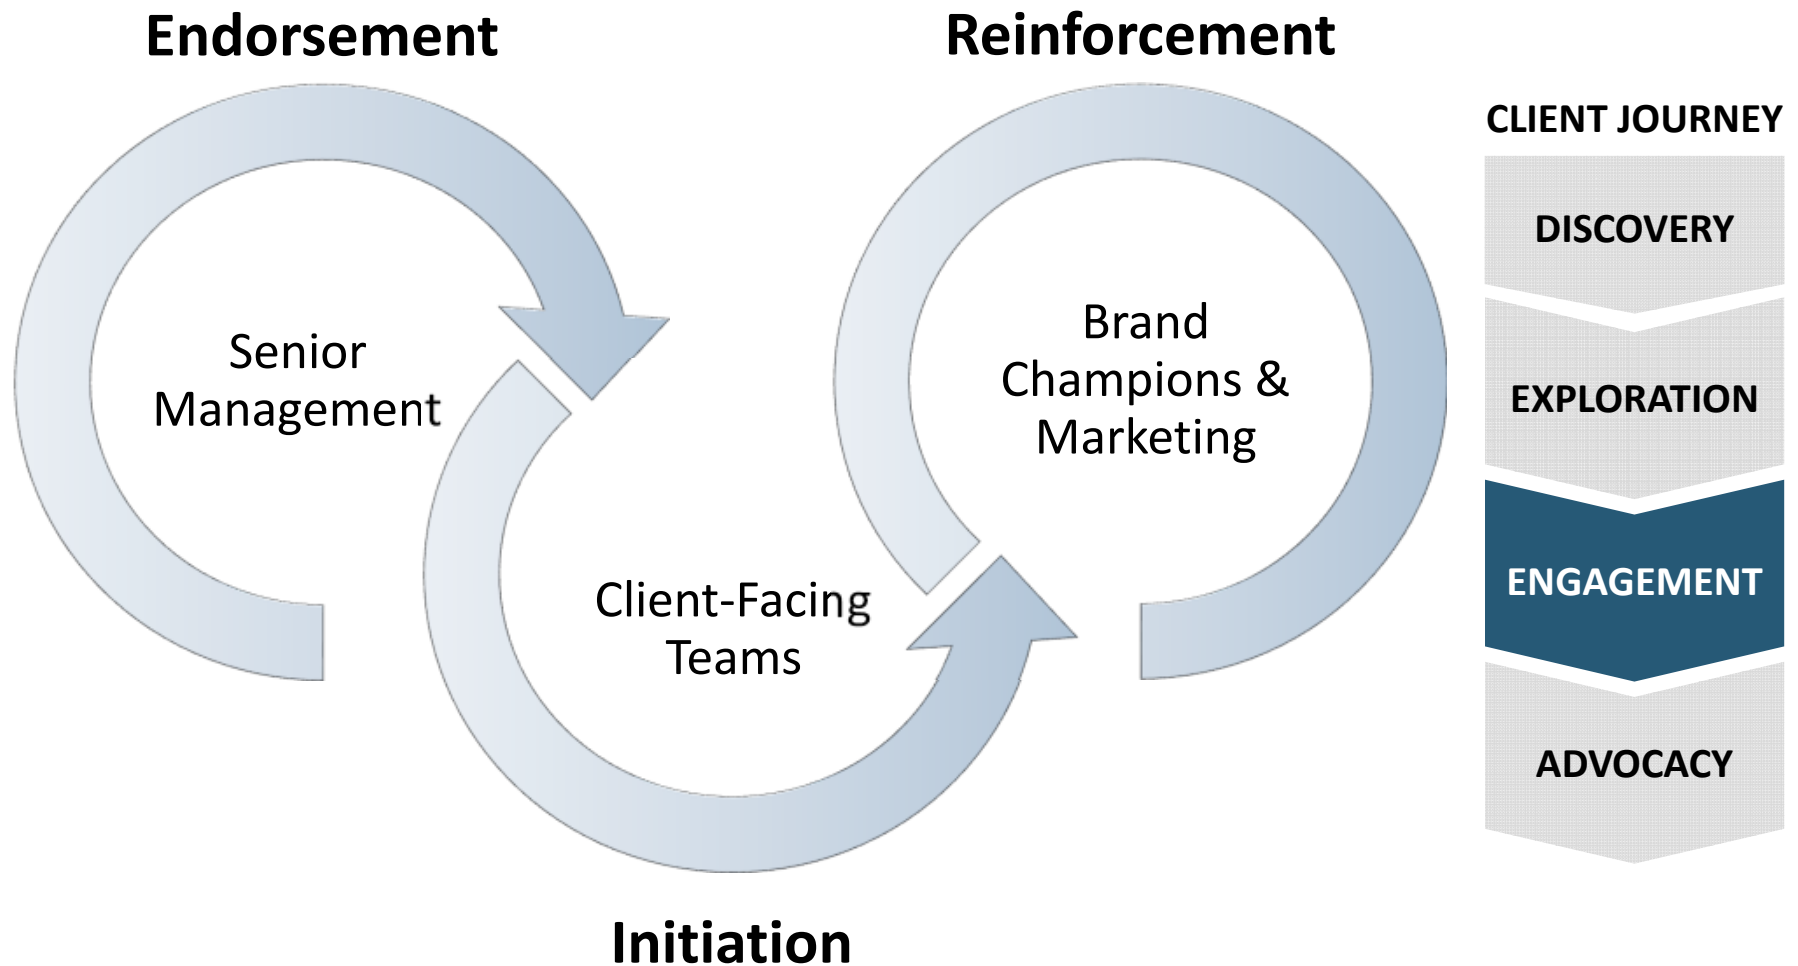 Endorsement
Senior
Management
Client-Facing
Teams
Initiation
Reinforcement
Brand
Champions &
Marketing
CLIENT JOURNEY
DISCOVERY
EXPLORATION
ENGAGEMENT
ADVOCACY